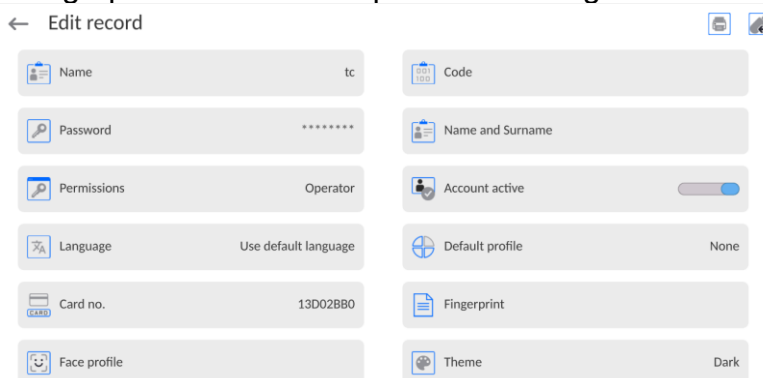 Edit record
Name tc
Code
Password ********
Name and Surname
Permissions Operator
Account active
Language Use default language
Default profile None
CARD
Card no. 13D02BB0
Fingerprint
Face profile
Theme Dark